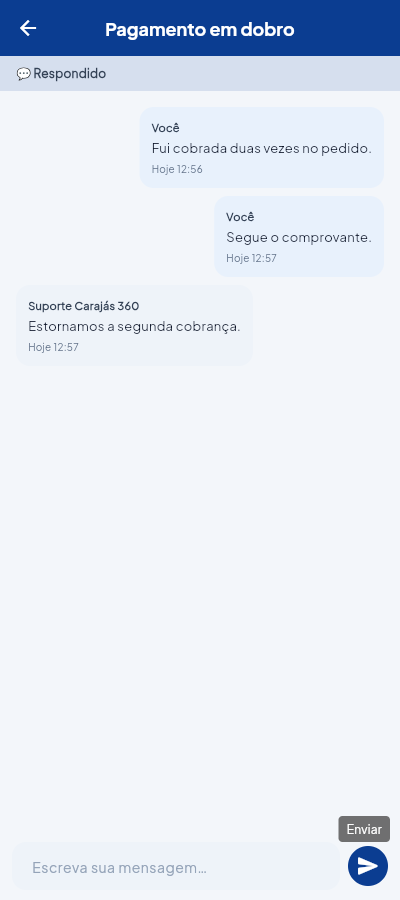 Pagamento em dobro
💬 Respondido
Você
Fui cobrada duas vezes no pedido.
Hoje 12:56
Você
Segue o comprovante.
Hoje 12:57
Suporte Carajás 360
Estornamos a segunda cobrança.
Hoje 12:57
Enviar
Escreva sua mensagem...